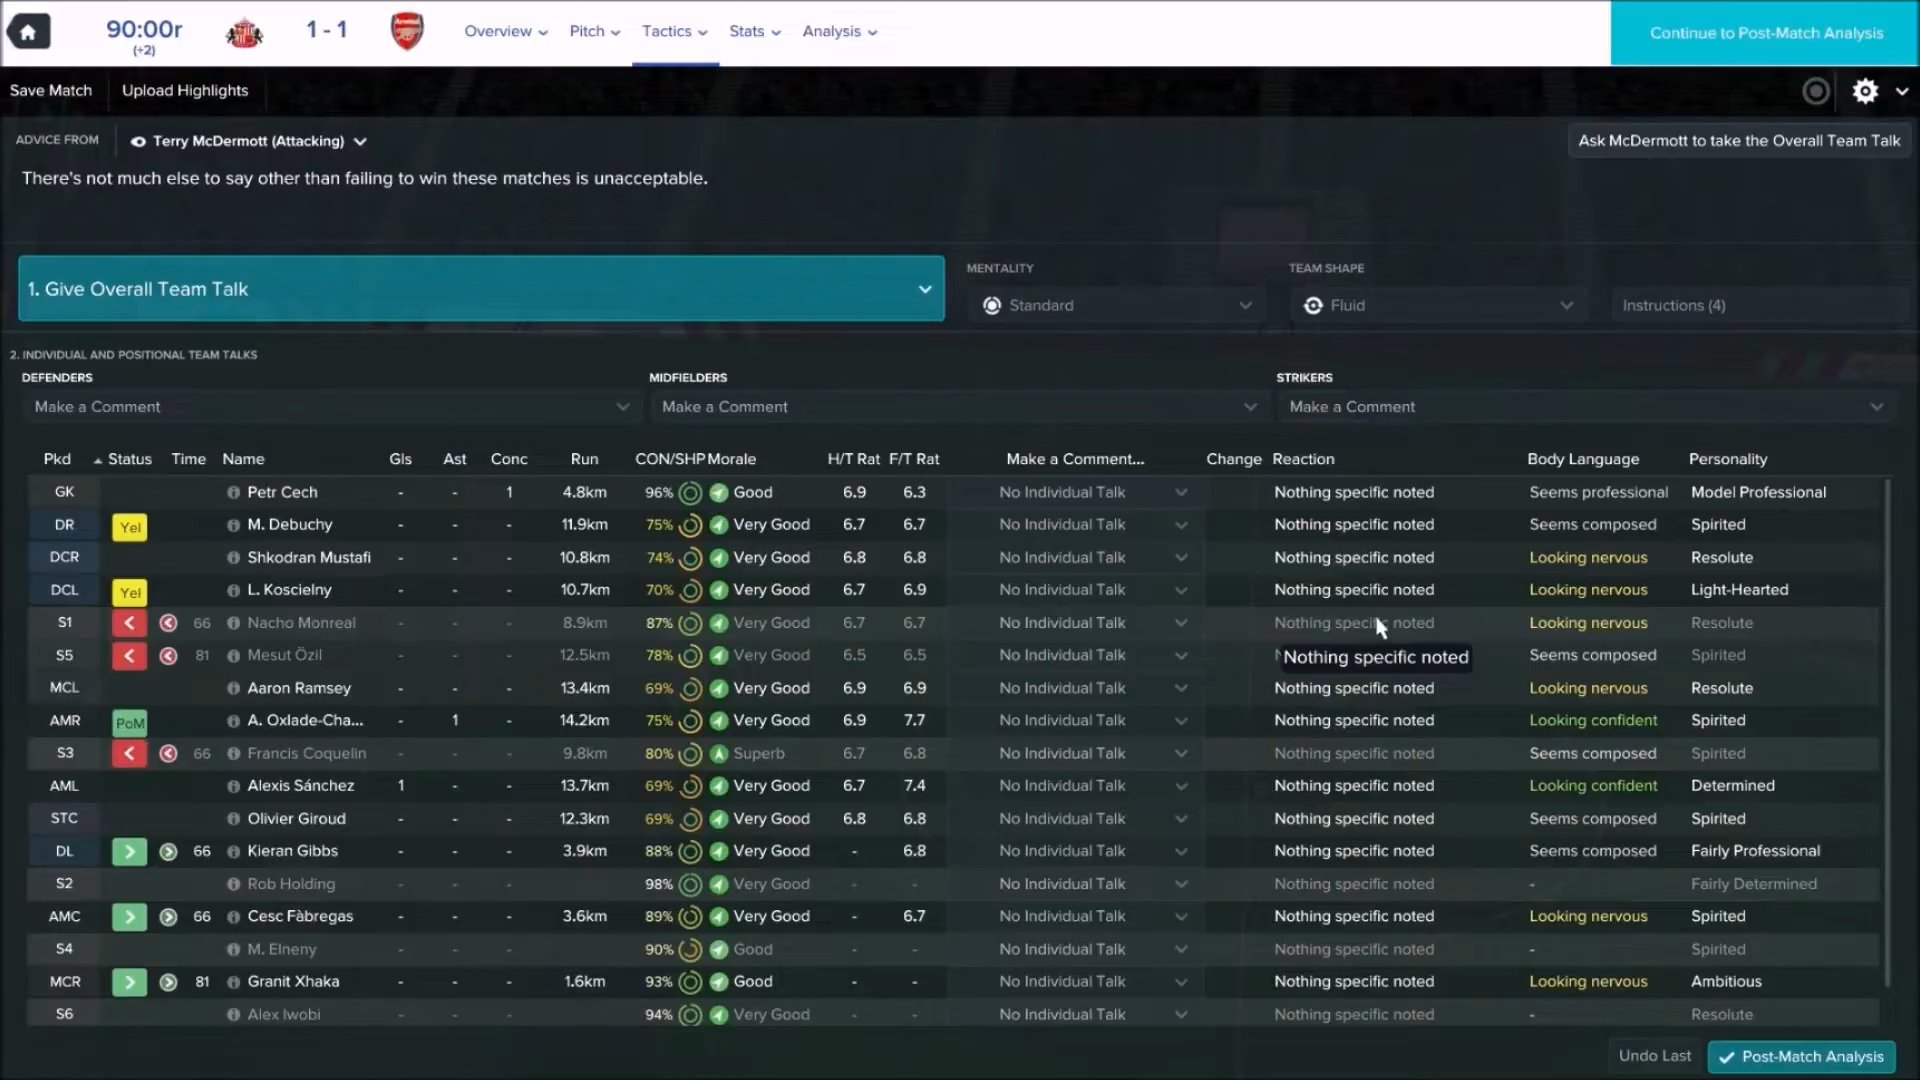 90:00r 1 - 1 Overview Pitch Tactics Stats Analysis Continue to Post-Match Analysis
(+2)
Arsenal
Save Match Upload Highlights
ADVICE FROM Terry McDermott (Attacking) Ask McDermott to take the Overall Team Talk
There's not much else to say other than failing to win these matches is unacceptable.
MENTALITY TEAM SHAPE
1. Give Overall Team Talk Standard Fluid Instructions (4)
2. INDIVIDUAL AND POSITIONAL TEAM TALKS
DEFENDERS MIDFIELDERS STRIKERS
Make a Comment Make a Comment Make a Comment
Pkd Status Time Name Gls Ast Conc Run CON/SHP Morale H/T Rat F/T Rat Make a Comment... Change Reaction Body Language Personality
GK Petr Cech - - 1 4.8km 96% Good 6.9 6.3 No Individual Talk Nothing specific noted Seems professional Model Professional
DR Yel M. Debuchy - - - 11.9km 75% Very Good 6.7 6.7 No Individual Talk Nothing specific noted Seems composed Spirited
DCR Shkodran Mustafi - - - 10.8km 74% Very Good 6.8 6.8 No Individual Talk Nothing specific noted Looking nervous Resolute
DCL Yel L. Koscielny - - - 10.7km 70% Very Good 6.7 6.9 No Individual Talk Nothing specific noted Looking nervous Light-Hearted
S1 66 Nacho Monreal - - - 8.9km 87% Very Good 6.7 6.7 No Individual Talk Nothing specific noted Looking nervous Resolute
S5 81 Mesut Özil - - - 12.5km 78% Very Good 6.5 6.5 No Individual Talk N Nothing specific noted Seems composed Spirited
MCL Aaron Ramsey - - - 13.4km 69% Very Good 6.9 6.9 No Individual Talk Nothing specific noted Looking nervous Resolute
AMR PoM A. Oxlade-Cha... - 1 - 14.2km 75% Very Good 6.9 7.7 No Individual Talk Nothing specific noted Looking confident Spirited
S3 66 Francis Coquelin - - - 9.8km 80% Superb 6.7 6.8 No Individual Talk Nothing specific noted Seems composed Spirited
AML Alexis Sánchez 1 - - 13.7km 69% Very Good 6.7 7.4 No Individual Talk Nothing specific noted Looking confident Determined
STC Olivier Giroud - - - 12.3km 69% Very Good 6.8 6.8 No Individual Talk Nothing specific noted Seems composed Spirited
DL 66 Kieran Gibbs - - - 3.9km 88% Very Good - 6.8 No Individual Talk Nothing specific noted Seems composed Fairly Professional
S2 Rob Holding - - - 98% Very Good - - No Individual Talk Nothing specific noted - Fairly Determined
AMC 66 Cesc Fàbregas - - - 3.6km 89% Very Good - 6.7 No Individual Talk Nothing specific noted Looking nervous Spirited
S4 M. Elneny - - - 90% Good - - No Individual Talk Nothing specific noted - Spirited
MCR 81 Granit Xhaka - - - 1.6km 93% Good - - No Individual Talk Nothing specific noted Looking nervous Ambitious
S6 Alex Iwobi - - - 94% Very Good - - No Individual Talk Nothing specific noted - Resolute
Undo Last Post-Match Analysis